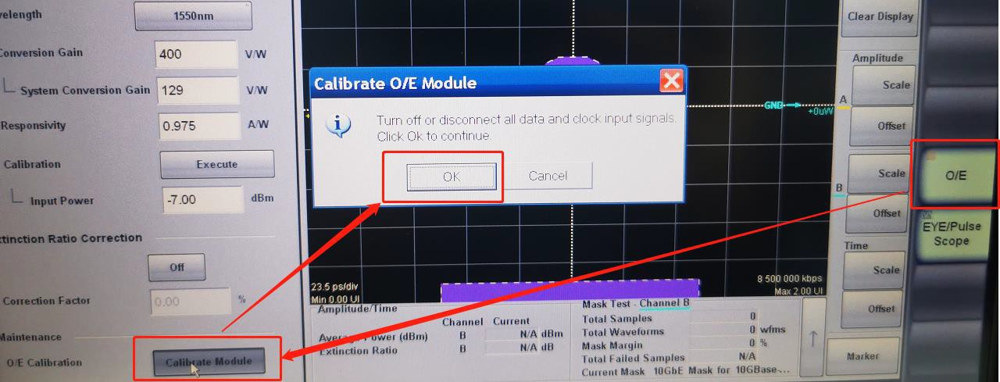 velength
1550nm
Conversion Gain
400
V/W
System Conversion Gain
129
V/W
Responsivity
0.975
A/W
Calibration
Execute
Input Power
-7.00
dBm
xtinction Ratio Correction
Off
Correction Factor
0.00
%
Maintenance
O/E Calibration
Calibrate Module
Calibrate O/E Module
Turn off or disconnect all data and clock input signals.
Click Ok to continue.
OK
Cancel
GND
+0uW
23.5 ps/div
Min 0.00 UI
8 500 000 kbps
Max 2.00 UI
Amplitude/Time
Channel
Current
Average Power (dBm)
B
N/A
dBm
Extinction Ratio
B
N/A
dB
Mask Test - Channel B
Total Samples
0
Total Waveforms
0
wfms
Mask Margin
0
%
Total Failed Samples
N/A
Current Mask 10GbE Mask for 10GBase-...
Clear Display
Amplitude
A
Scale
Offset
B
Scale
Offset
Time
Scale
Offset
Marker
O/E
EYE/Pulse
Scope